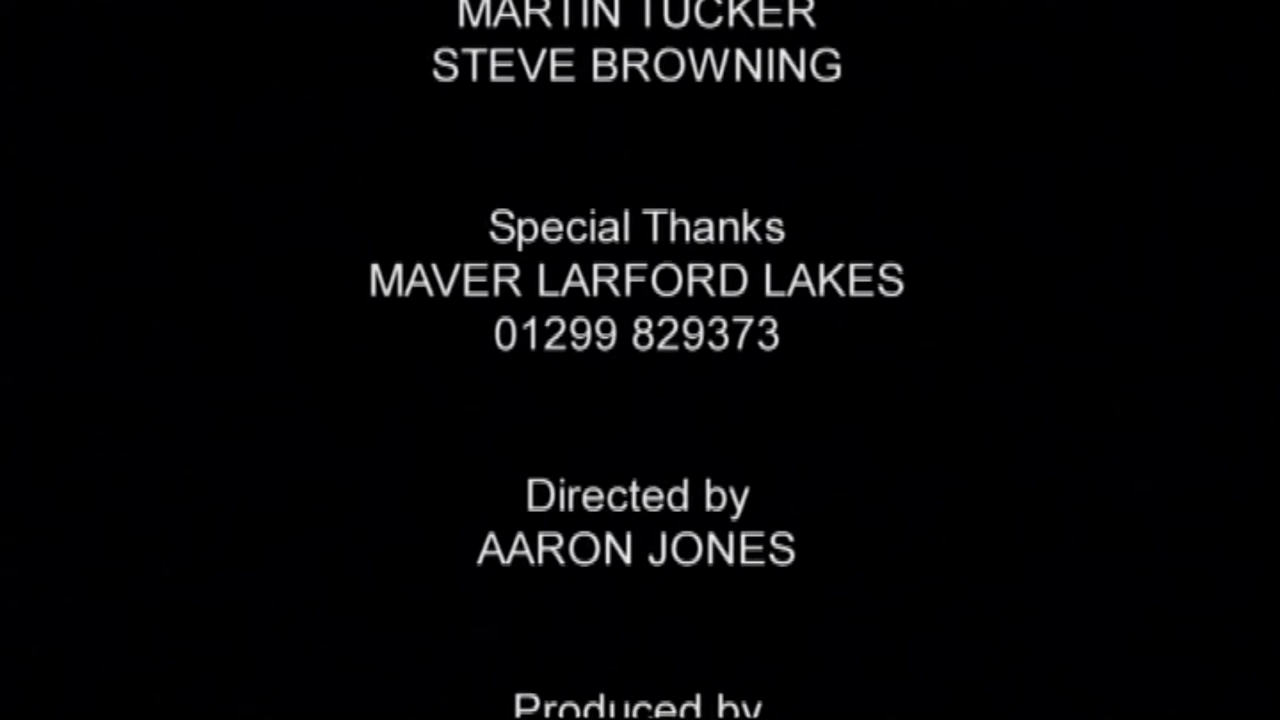 MARTIN TUCKER
STEVE BROWNING
Special Thanks
MAVER LARFORD LAKES
01299 829373
Directed by
AARON JONES
Produced by